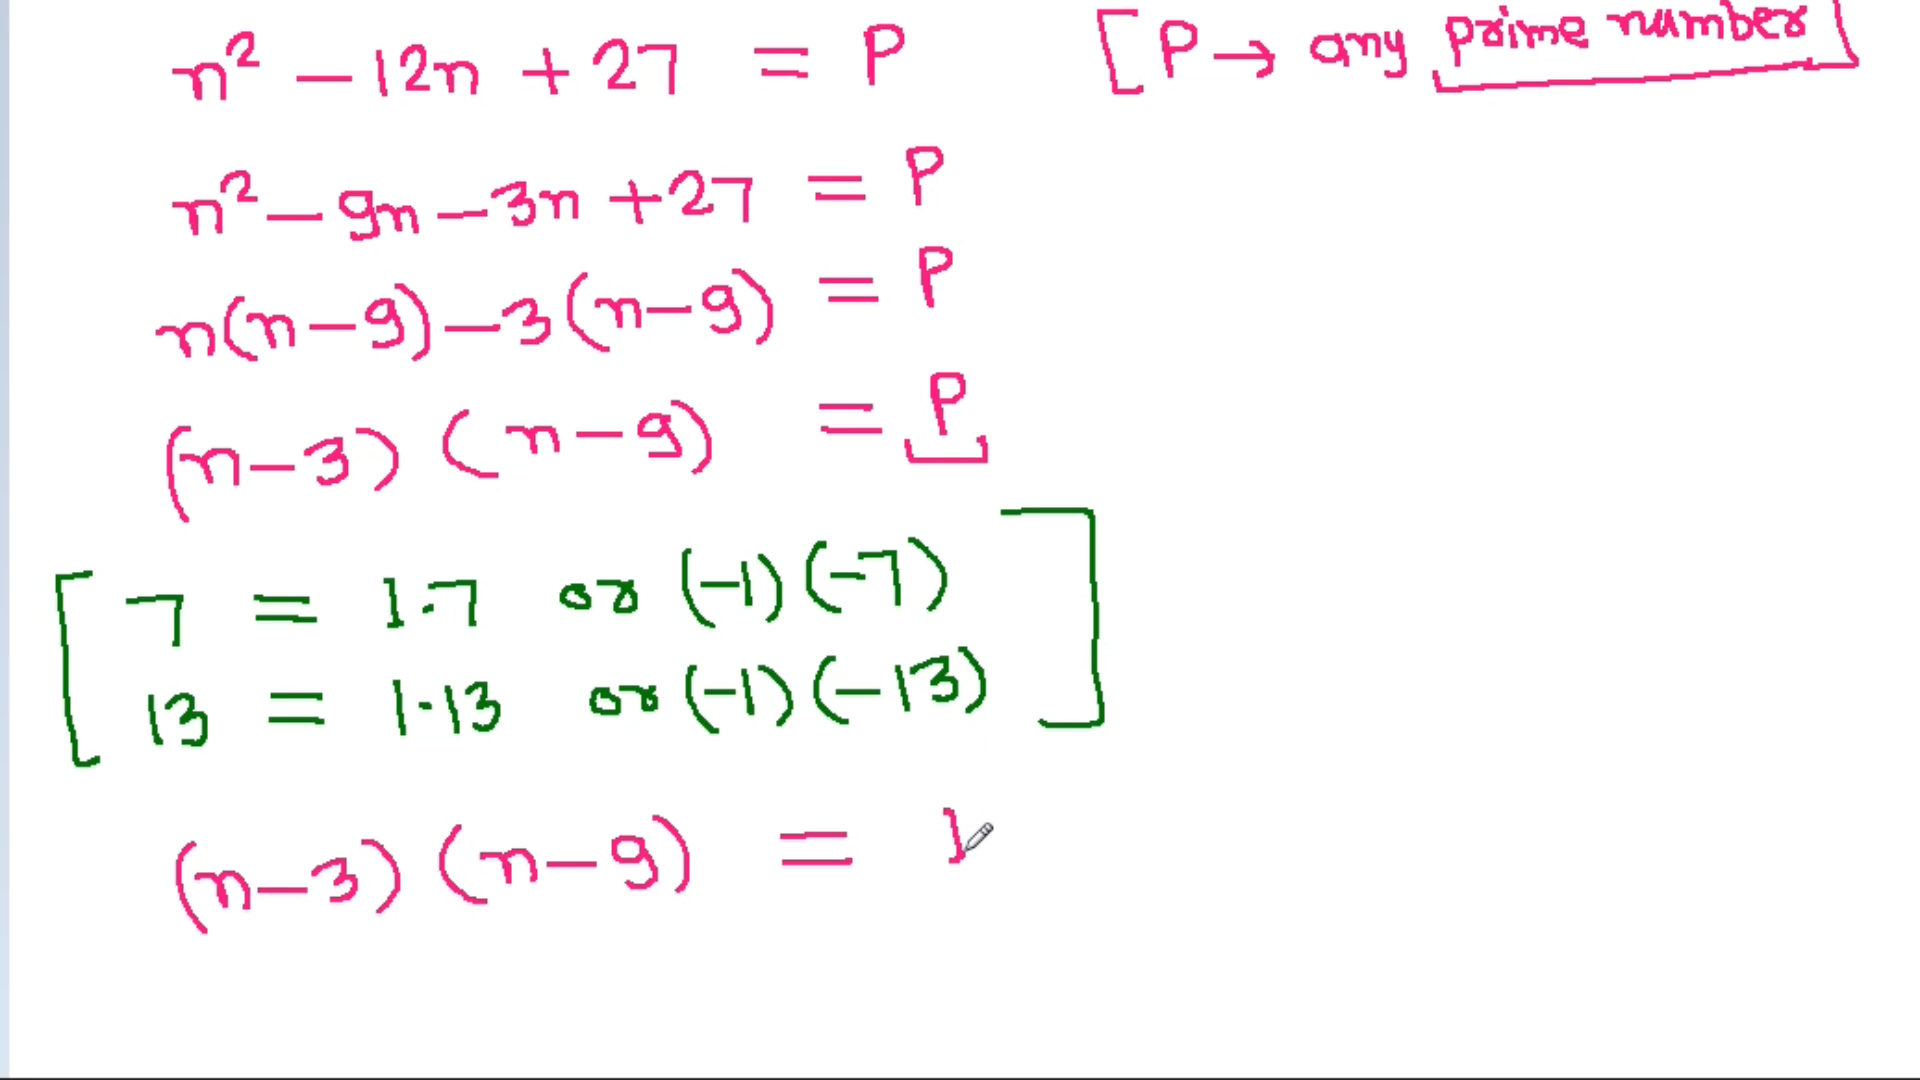 n² - 12n + 27 = P [P → any prime number]
n² - 9n - 3n + 27 = P
n(n-9) - 3(n-9) = P
(n-3) (n-9) = P
[7 = 1.7 or (-1) (-7)
13 = 1.13 or (-1) (-13)]
(n-3) (n-9) = 1